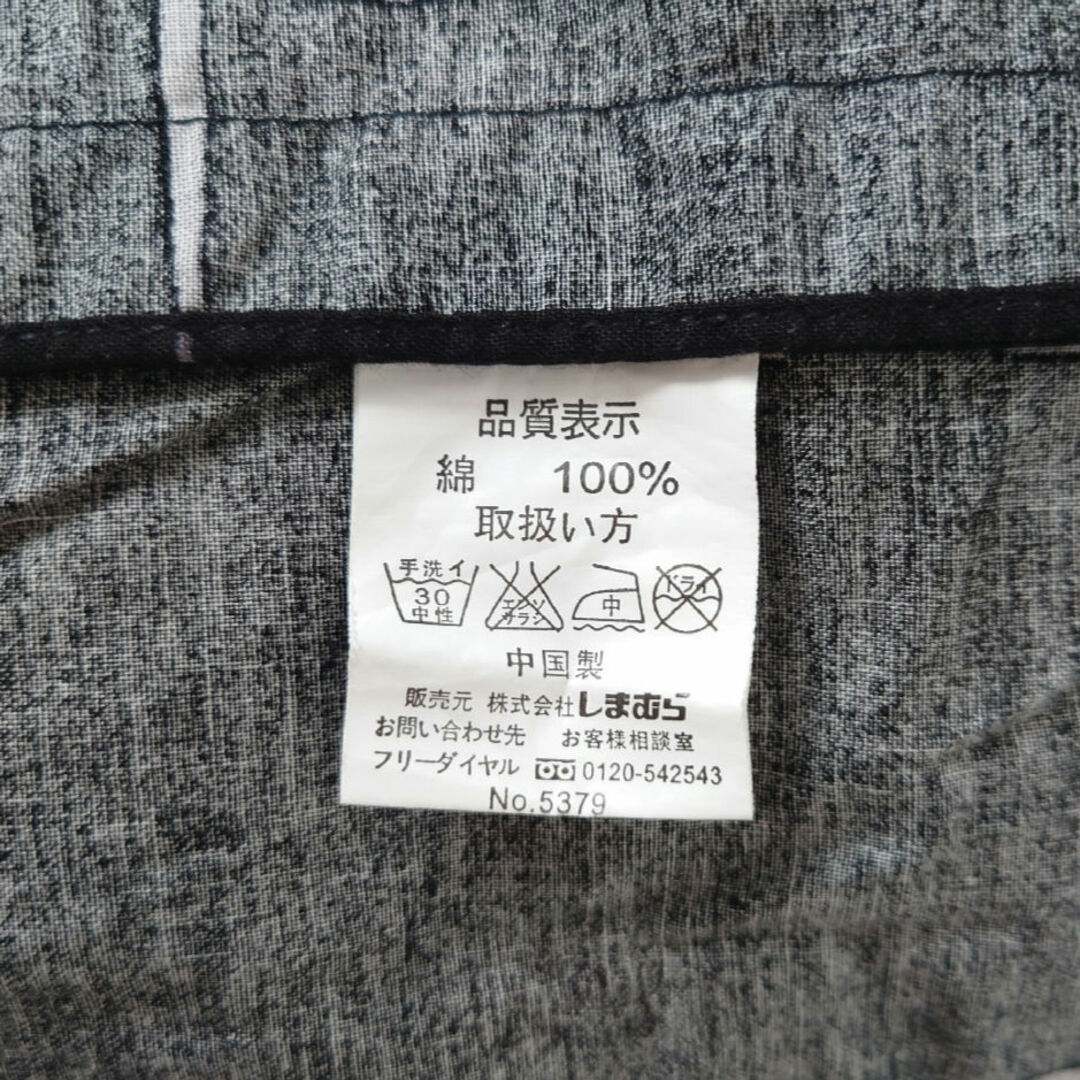 品質表示
綿 100%
取扱い方
手洗イ 30 中性 エンソ サラシ 中 ドライ
中国製
販売元 株式会社しまむら
お問い合わせ先 お客様相談室
フリーダイヤル 0120-542543
No.5379